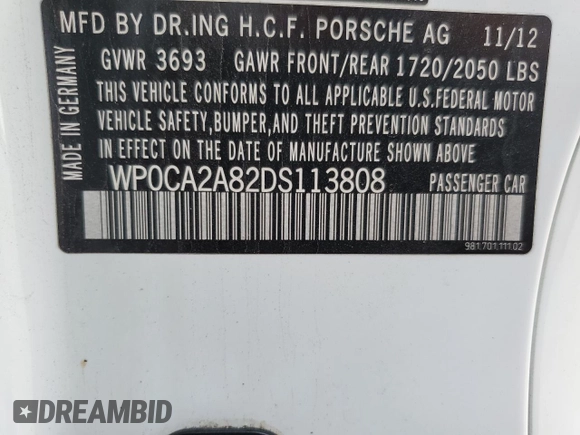 MFD BY DR.ING H.C.F. PORSCHE AG 11/12
GVWR 3693 GAWR FRONT/REAR 1720/2050 LBS
THIS VEHICLE CONFORMS TO ALL APPLICABLE U.S.FEDERAL MOTOR
VEHICLE SAFETY,BUMPER,AND THEFT PREVENTION STANDARDS
IN EFFECT ON THE DATE OF MANUFACTURE SHOWN ABOVE
WP0CA2A82DS113808 PASSENGER CAR
MADE IN GERMANY
981.701.111.02
DREAMBID